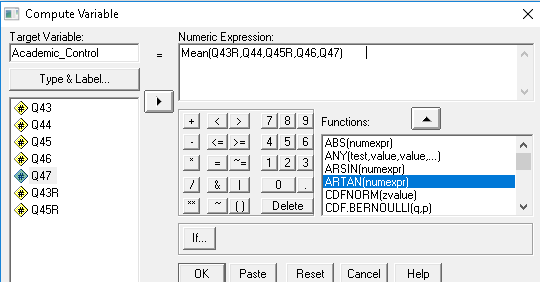 Compute Variable
Target Variable:
Academic_Control
=
Numeric Expression:
Mean(Q43R,Q44,Q45R,Q46,Q47)
Type & Label...
Q43
Q44
Q45
Q46
Q47
Q43R
Q45R
+ < > 7 8 9
- <= >= 4 5 6
* = ~= 1 2 3
/ & | 0 .
** ~ ( ) Delete
Functions:
ABS(numexpr)
ANY(test,value,value,...)
ARSIN(numexpr)
ARTAN(numexpr)
CDFNORM(zvalue)
CDF.BERNOULLI(q,p)
If...
OK Paste Reset Cancel Help